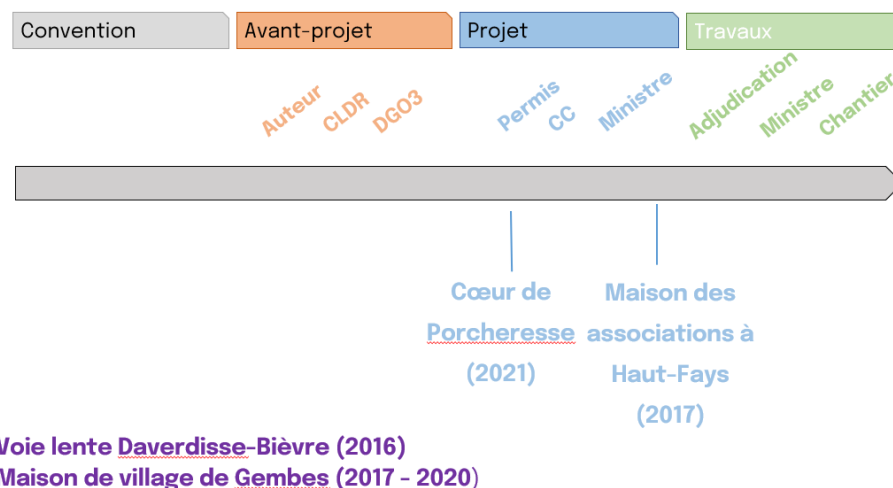 Convention
Avant-projet
Projet
Travaux
Auteur
CLDR
DGO3
Permis
CC
Ministre
Adjudication
Ministre
Chantier
Cœur de
Porcheresse
(2021)
Maison des
associations à
Haut-Fays
(2017)
Voie lente Daverdisse-Bièvre (2016)
Maison de village de Gembes (2017 – 2020)